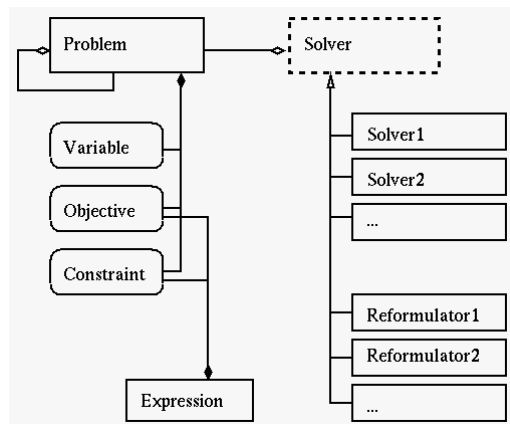 Problem
Solver
Variable
Objective
Constraint
Expression
Solver1
Solver2
...
Reformulator1
Reformulator2
...